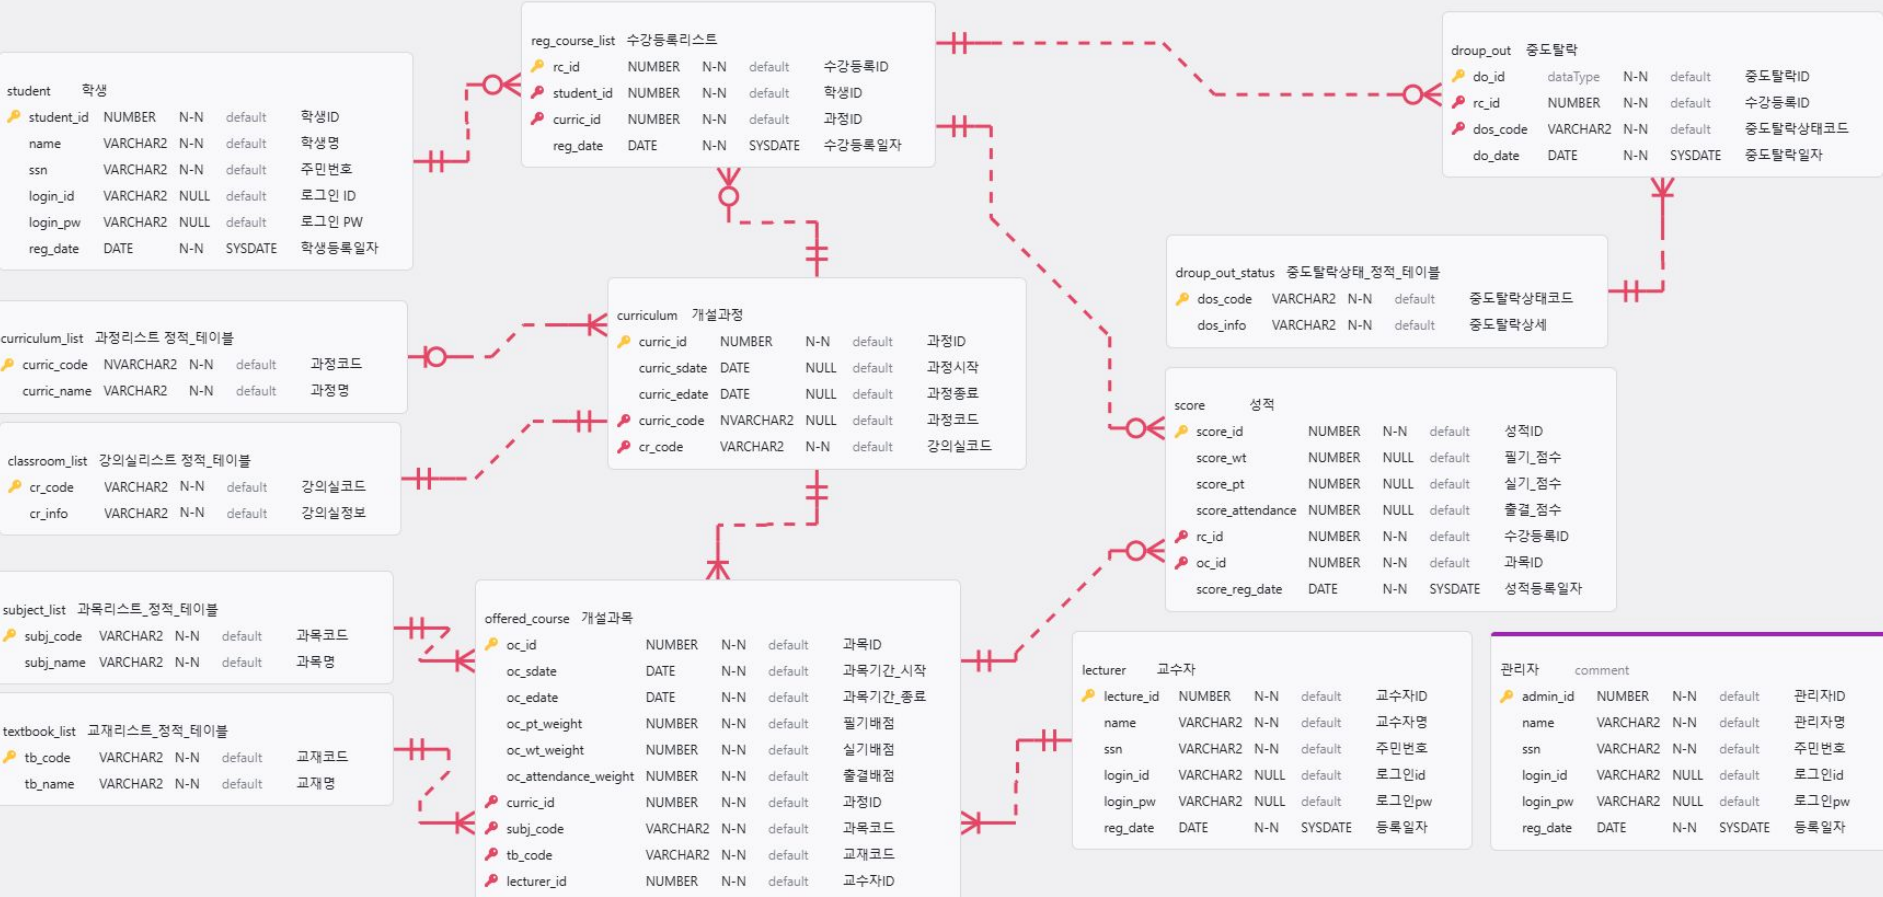 reg_course_list 수강등록리스트
rc_id NUMBER N-N default 수강등록ID
student_id NUMBER N-N default 학생ID
curric_id NUMBER N-N default 과정ID
reg_date DATE N-N SYSDATE 수강등록일자
droup_out 중도탈락
do_id dataType N-N default 중도탈락ID
rc_id NUMBER N-N default 수강등록ID
dos_code VARCHAR2 N-N default 중도탈락상태코드
do_date DATE N-N SYSDATE 중도탈락일자
student 학생
student_id NUMBER N-N default 학생ID
name VARCHAR2 N-N default 학생명
ssn VARCHAR2 N-N default 주민번호
login_id VARCHAR2 NULL default 로그인 ID
login_pw VARCHAR2 NULL default 로그인 PW
reg_date DATE N-N SYSDATE 학생등록일자
droup_out_status 중도탈락상태_정적_테이블
dos_code VARCHAR2 N-N default 중도탈락상태코드
dos_info VARCHAR2 N-N default 중도탈락상세
curriculum_list 과정리스트 정적_테이블
curric_code NVARCHAR2 N-N default 과정코드
curric_name VARCHAR2 N-N default 과정명
curriculum 개설과정
curric_id NUMBER N-N default 과정ID
curric_sdate DATE NULL default 과정시작
curric_edate DATE NULL default 과정종료
curric_code NVARCHAR2 NULL default 과정코드
cr_code VARCHAR2 N-N default 강의실코드
classroom_list 강의실리스트 정적_테이블
cr_code VARCHAR2 N-N default 강의실코드
cr_info VARCHAR2 N-N default 강의실정보
score 성적
score_id NUMBER N-N default 성적ID
score_wt NUMBER NULL default 필기_점수
score_pt NUMBER NULL default 실기_점수
score_attendance NUMBER NULL default 출결_점수
rc_id NUMBER N-N default 수강등록ID
oc_id NUMBER N-N default 과목ID
score_reg_date DATE N-N SYSDATE 성적등록일자
subject_list 과목리스트_정적_테이블
subj_code VARCHAR2 N-N default 과목코드
subj_name VARCHAR2 N-N default 과목명
textbook_list 교재리스트_정적_테이블
tb_code VARCHAR2 N-N default 교재코드
tb_name VARCHAR2 N-N default 교재명
offered_course 개설과목
oc_id NUMBER N-N default 과목ID
oc_sdate DATE N-N default 과목기간_시작
oc_edate DATE N-N default 과목기간_종료
oc_pt_weight NUMBER N-N default 필기배점
oc_wt_weight NUMBER N-N default 실기배점
oc_attendance_weight NUMBER N-N default 출결배점
curric_id NUMBER N-N default 과정ID
subj_code VARCHAR2 N-N default 과목코드
tb_code VARCHAR2 N-N default 교재코드
lecturer_id NUMBER N-N default 교수자ID
lecturer 교수자
lecture_id NUMBER N-N default 교수자ID
name VARCHAR2 N-N default 교수자명
ssn VARCHAR2 N-N default 주민번호
login_id VARCHAR2 NULL default 로그인id
login_pw VARCHAR2 NULL default 로그인pw
reg_date DATE N-N SYSDATE 등록일자
관리자 comment
admin_id NUMBER N-N default 관리자ID
name VARCHAR2 N-N default 관리자명
ssn VARCHAR2 N-N default 주민번호
login_id VARCHAR2 NULL default 로그인id
login_pw VARCHAR2 NULL default 로그인pw
reg_date DATE N-N SYSDATE 등록일자